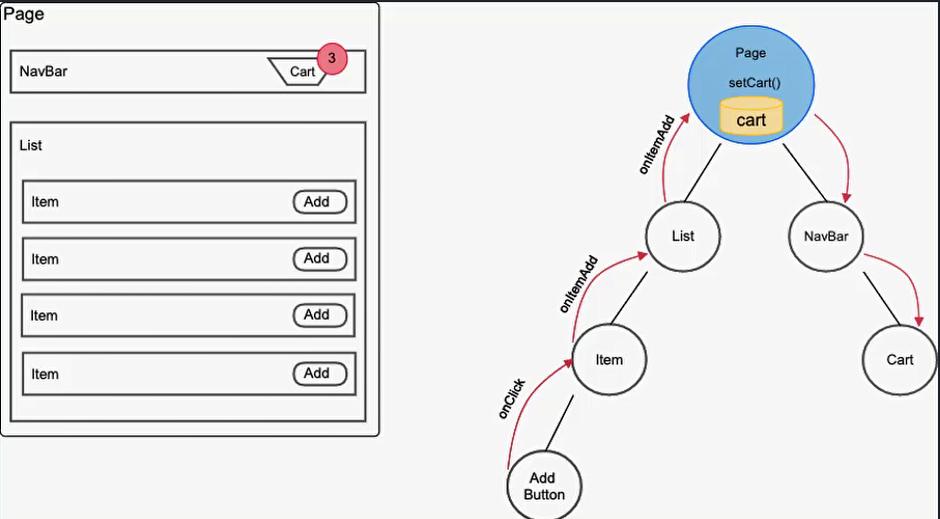 Page
NavBar
Cart
3
List
Item
Add
Item
Add
Item
Add
Item
Add
Page
setCart()
cart
onItemAdd
List
NavBar
onItemAdd
Item
Cart
onClick
Add
Button